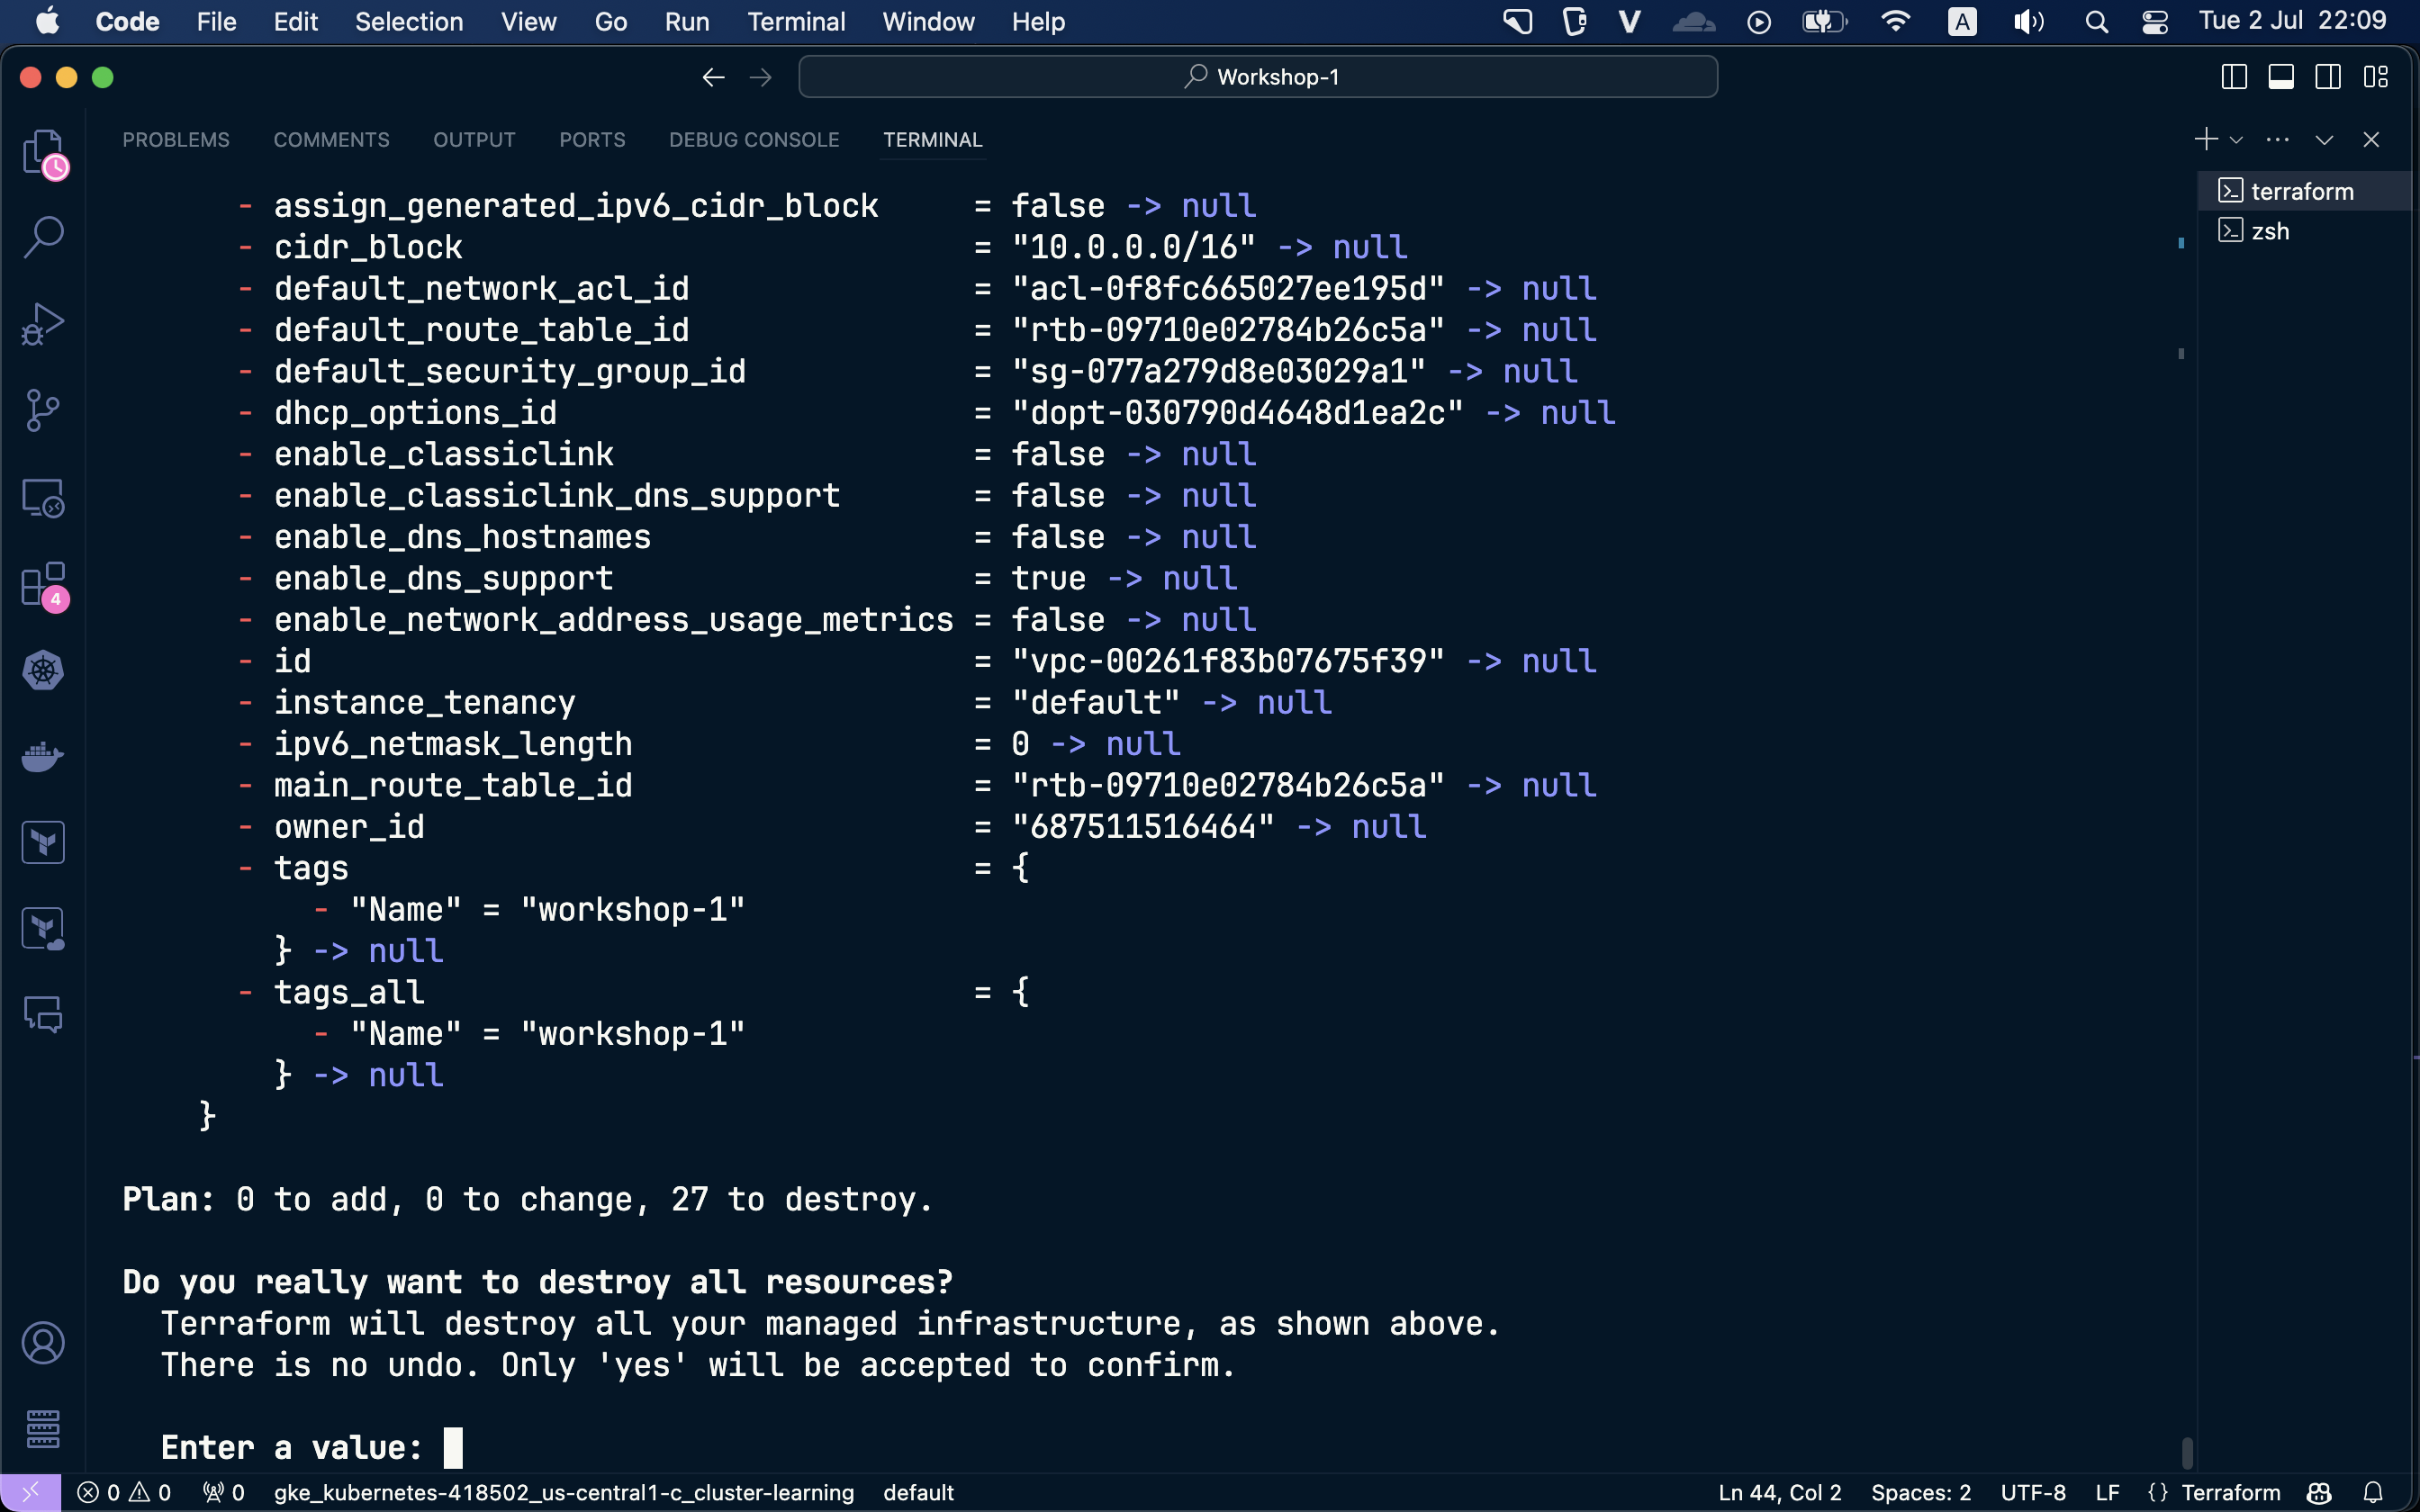 Code File Edit Selection View Go Run Terminal Window Help A Tue 2 Jul 22:09
Workshop-1
PROBLEMS COMMENTS OUTPUT PORTS DEBUG CONSOLE TERMINAL
terraform
zsh
- assign_generated_ipv6_cidr_block = false -> null
- cidr_block = "10.0.0.0/16" -> null
- default_network_acl_id = "acl-0f8fc665027ee195d" -> null
- default_route_table_id = "rtb-09710e02784b26c5a" -> null
- default_security_group_id = "sg-077a279d8e03029a1" -> null
- dhcp_options_id = "dopt-030790d4648d1ea2c" -> null
- enable_classiclink = false -> null
- enable_classiclink_dns_support = false -> null
- enable_dns_hostnames = false -> null
- enable_dns_support = true -> null
- enable_network_address_usage_metrics = false -> null
- id = "vpc-00261f83b07675f39" -> null
- instance_tenancy = "default" -> null
- ipv6_netmask_length = 0 -> null
- main_route_table_id = "rtb-09710e02784b26c5a" -> null
- owner_id = "687511516464" -> null
- tags = {
- "Name" = "workshop-1"
} -> null
- tags_all = {
- "Name" = "workshop-1"
} -> null
}
Plan: 0 to add, 0 to change, 27 to destroy.
Do you really want to destroy all resources?
Terraform will destroy all your managed infrastructure, as shown above.
There is no undo. Only 'yes' will be accepted to confirm.
Enter a value:
4
0 0 0 gke_kubernetes-418502_us-central1-c_cluster-learning default Ln 44, Col 2 Spaces: 2 UTF-8 LF {} Terraform